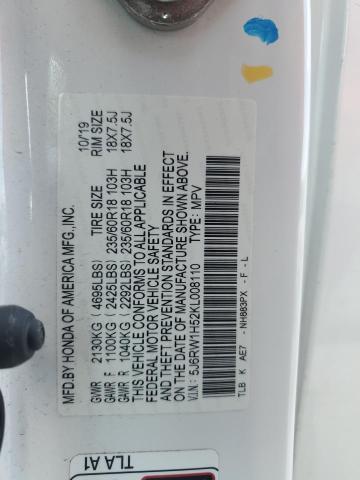 MFD.BY HONDA OF AMERICA MFG.,INC. 10/19
GVWR 2130KG (4695LBS) TIRE SIZE RIM SIZE
GAWR F 1100KG (2425LBS) 235/60R18 103H 18X7.5J
GAWR R 1040KG (2292LBS) 235/60R18 103H 18X7.5J
THIS VEHICLE CONFORMS TO ALL APPLICABLE
FEDERAL MOTOR VEHICLE SAFETY
AND THEFT PREVENTION STANDARDS IN EFFECT
ON THE DATE OF MANUFACTURE SHOWN ABOVE.
5J6RW1H52KL008110 TYPE: MPV
TLB K AE7 - NH883PX - F - L
TLA A1